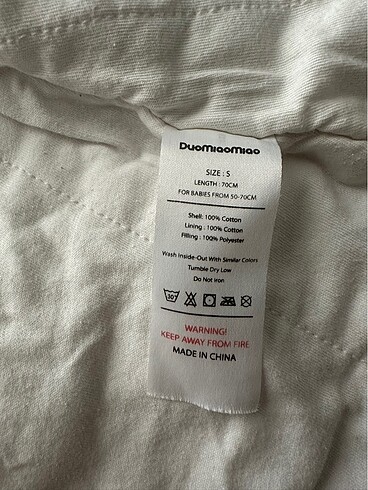 DuoMiaoMiao
SIZE : S
LENGTH : 70CM
FOR BABIES FROM 50-70CM
Shell: 100% Cotton
Lining : 100% Cotton
Filling : 100% Polyester
Wash Inside-Out With Similar Colors
Tumble Dry Low
Do Not Iron
30°
WARNING!
KEEP AWAY FROM FIRE
MADE IN CHINA